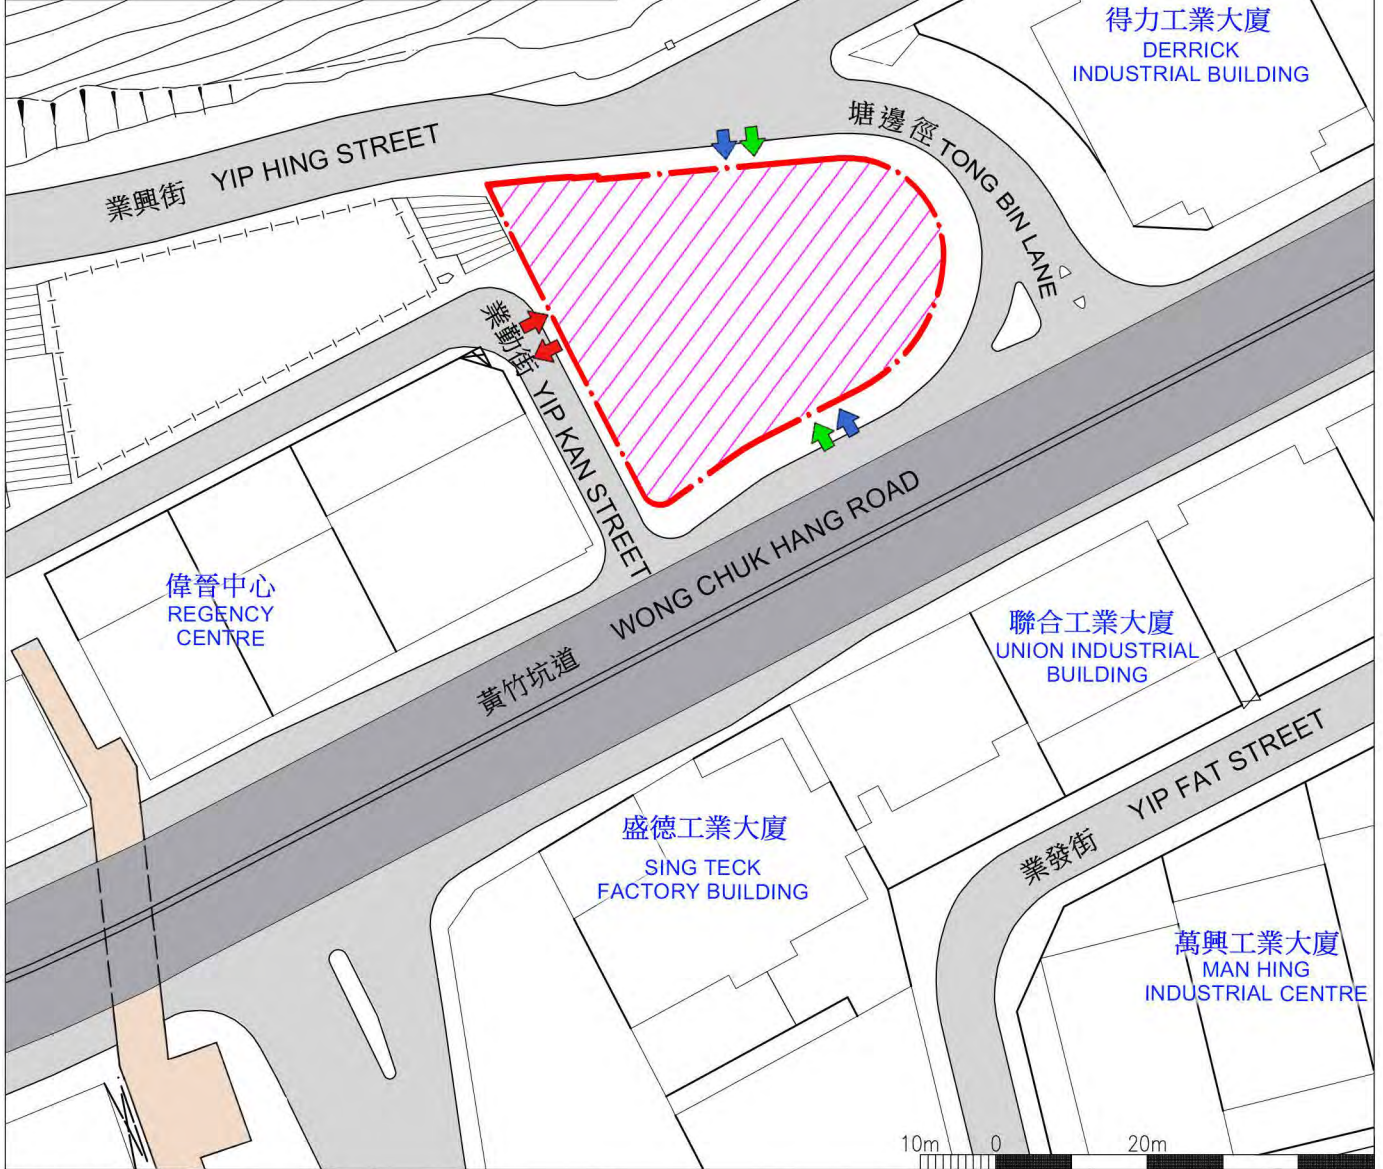 得力工業大廈
DERRICK
INDUSTRIAL BUILDING
塘邊徑 TONG BIN LANE
業興街 YIP HING STREET
業勤街 YIP KAN STREET
黃竹坑道 WONG CHUK HANG ROAD
偉晉中心
REGENCY
CENTRE
聯合工業大廈
UNION INDUSTRIAL
BUILDING
業發街 YIP FAT STREET
盛德工業大廈
SING TECK
FACTORY BUILDING
萬興工業大廈
MAN HING
INDUSTRIAL CENTRE
10m 0 20m